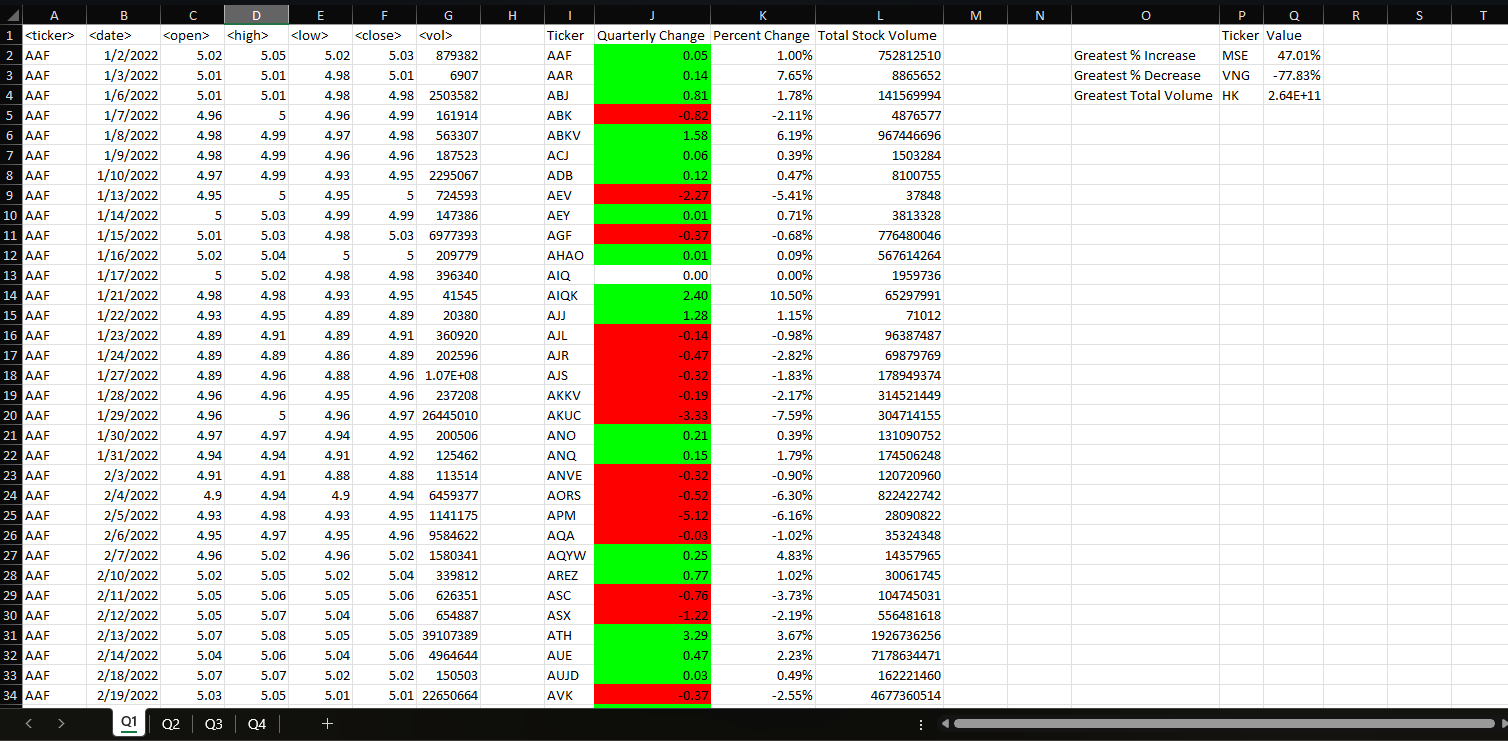 A B C D E F G H I J K L M N O P Q R S T
1 <ticker> <date> <open> <high> <low> <close> <vol> Ticker Quarterly Change Percent Change Total Stock Volume Ticker Value
2 AAF 1/2/2022 5.02 5.05 5.02 5.03 879382 AAF 0.05 1.00% 752812510 Greatest % Increase MSE 47.01%
3 AAF 1/3/2022 5.01 5.01 4.98 5.01 6907 AAR 0.14 7.65% 8865652 Greatest % Decrease VNG -77.83%
4 AAF 1/6/2022 5.01 5.01 4.98 4.98 2503582 ABJ 0.81 1.78% 141569994 Greatest Total Volume HK 2.64E+11
5 AAF 1/7/2022 4.96 5 4.96 4.99 161914 ABK -0.82 -2.11% 4876577
6 AAF 1/8/2022 4.98 4.99 4.97 4.98 563307 ABKV 1.58 6.19% 967446696
7 AAF 1/9/2022 4.98 4.99 4.96 4.96 187523 ACJ 0.06 0.39% 1503284
8 AAF 1/10/2022 4.97 4.99 4.93 4.95 2295067 ADB 0.12 0.47% 8100755
9 AAF 1/13/2022 4.95 5 4.95 5 724593 AEV -2.27 -5.41% 37848
10 AAF 1/14/2022 5 5.03 4.99 4.99 147386 AEY 0.01 0.71% 3813328
11 AAF 1/15/2022 5.01 5.03 4.98 5.03 6977393 AGF -0.37 -0.68% 776480046
12 AAF 1/16/2022 5.02 5.04 5 5 209779 AHAO 0.01 0.09% 567614264
13 AAF 1/17/2022 5 5.02 4.98 4.98 396340 AIQ 0.00 0.00% 1959736
14 AAF 1/21/2022 4.98 4.98 4.93 4.95 41545 AIQK 2.40 10.50% 65297991
15 AAF 1/22/2022 4.93 4.95 4.89 4.89 20380 AJJ 1.28 1.15% 71012
16 AAF 1/23/2022 4.89 4.91 4.89 4.91 360920 AJL -0.14 -0.98% 96387487
17 AAF 1/24/2022 4.89 4.89 4.86 4.89 202596 AJR -0.47 -2.82% 69879769
18 AAF 1/27/2022 4.89 4.96 4.88 4.96 1.07E+08 AJS -0.32 -1.83% 178949374
19 AAF 1/28/2022 4.96 4.96 4.95 4.96 237208 AKKV -0.19 -2.17% 314521449
20 AAF 1/29/2022 4.96 5 4.96 4.97 26445010 AKUC -3.33 -7.59% 304714155
21 AAF 1/30/2022 4.97 4.97 4.94 4.95 200506 ANO 0.21 0.39% 131090752
22 AAF 1/31/2022 4.94 4.94 4.91 4.92 125462 ANQ 0.15 1.79% 174506248
23 AAF 2/3/2022 4.91 4.91 4.88 4.88 113514 ANVE -0.32 -0.90% 120720960
24 AAF 2/4/2022 4.9 4.94 4.9 4.94 6459377 AORS -0.52 -6.30% 822422742
25 AAF 2/5/2022 4.93 4.98 4.93 4.95 1141175 APM -5.12 -6.16% 28090822
26 AAF 2/6/2022 4.95 4.97 4.95 4.96 9584622 AQA -0.03 -1.02% 35324348
27 AAF 2/7/2022 4.96 5.02 4.96 5.02 1580341 AQYW 0.25 4.83% 14357965
28 AAF 2/10/2022 5.02 5.05 5.02 5.04 339812 AREZ 0.77 1.02% 30061745
29 AAF 2/11/2022 5.05 5.06 5.05 5.06 626351 ASC -0.76 -3.73% 104745031
30 AAF 2/12/2022 5.05 5.07 5.04 5.06 654887 ASX -1.22 -2.19% 556481618
31 AAF 2/13/2022 5.07 5.08 5.05 5.05 39107389 ATH 3.29 3.67% 1926736256
32 AAF 2/14/2022 5.04 5.06 5.04 5.06 4964644 AUE 0.47 2.23% 7178634471
33 AAF 2/18/2022 5.07 5.07 5.02 5.02 150503 AUJD 0.03 0.49% 162221460
34 AAF 2/19/2022 5.03 5.05 5.01 5.01 22650664 AVK -0.37 -2.55% 4677360514
Q1 Q2 Q3 Q4